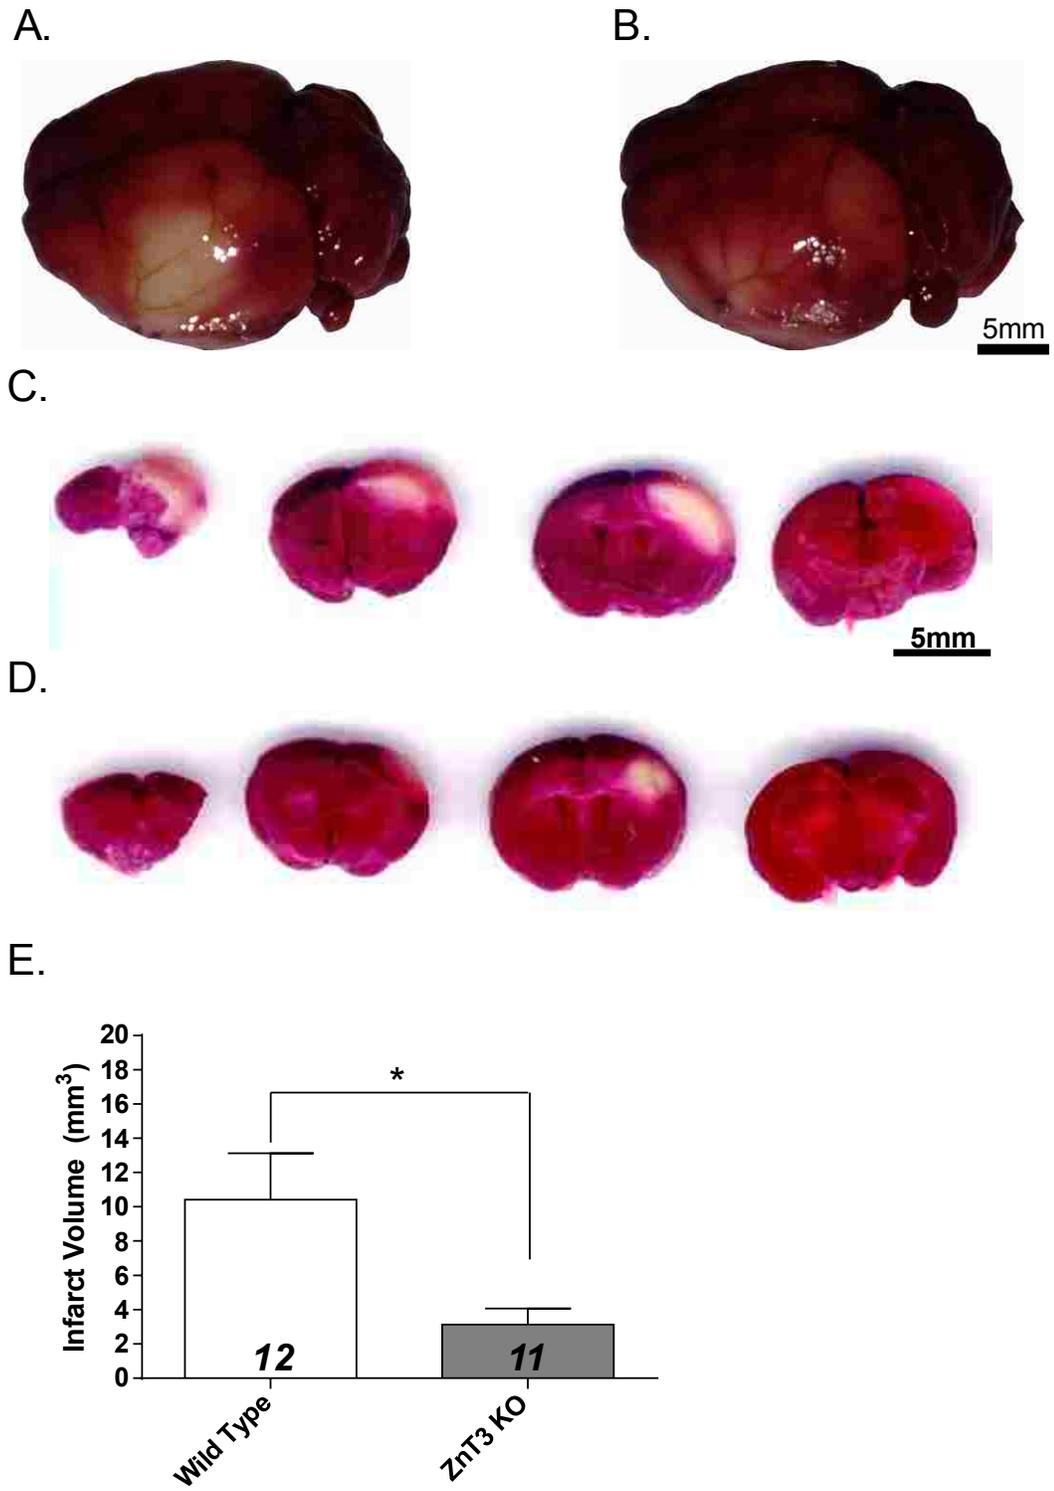 A.
B.
5mm
C.
5mm
D.
E.
Infarct Volume (mm³)
20
18
16
14
12
10
8
6
4
2
0
*
12
11
Wild Type
ZnT3 KO